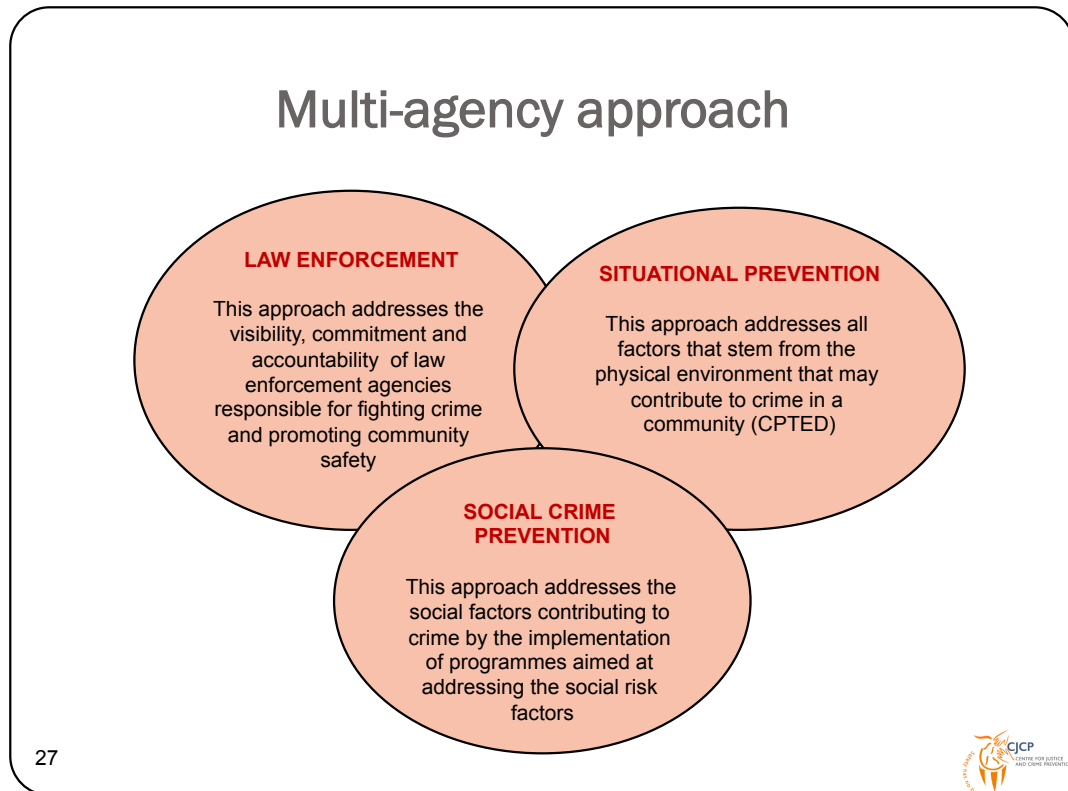 Multi-agency approach
LAW ENFORCEMENT
This approach addresses the
visibility, commitment and
accountability of law
enforcement agencies
responsible for fighting crime
and promoting community
safety
SITUATIONAL PREVENTION
This approach addresses all
factors that stem from the
physical environment that may
contribute to crime in a
community (CPTED)
SOCIAL CRIME
PREVENTION
This approach addresses the
social factors contributing to
crime by the implementation
of programmes aimed at
addressing the social risk
factors
27
CJCP
CENTRE FOR JUSTICE
AND CRIME PREVENTIO